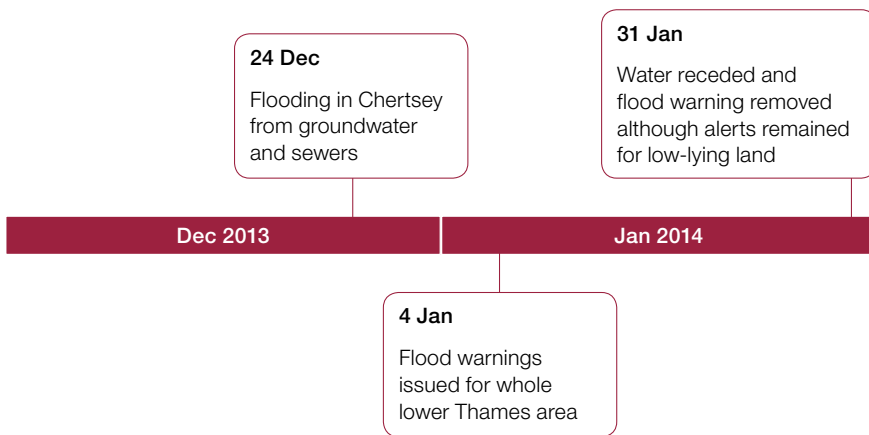 24 Dec
Flooding in Chertsey
from groundwater
and sewers
31 Jan
Water receded and
flood warning removed
although alerts remained
for low-lying land
Dec 2013
Jan 2014
4 Jan
Flood warnings
issued for whole
lower Thames area